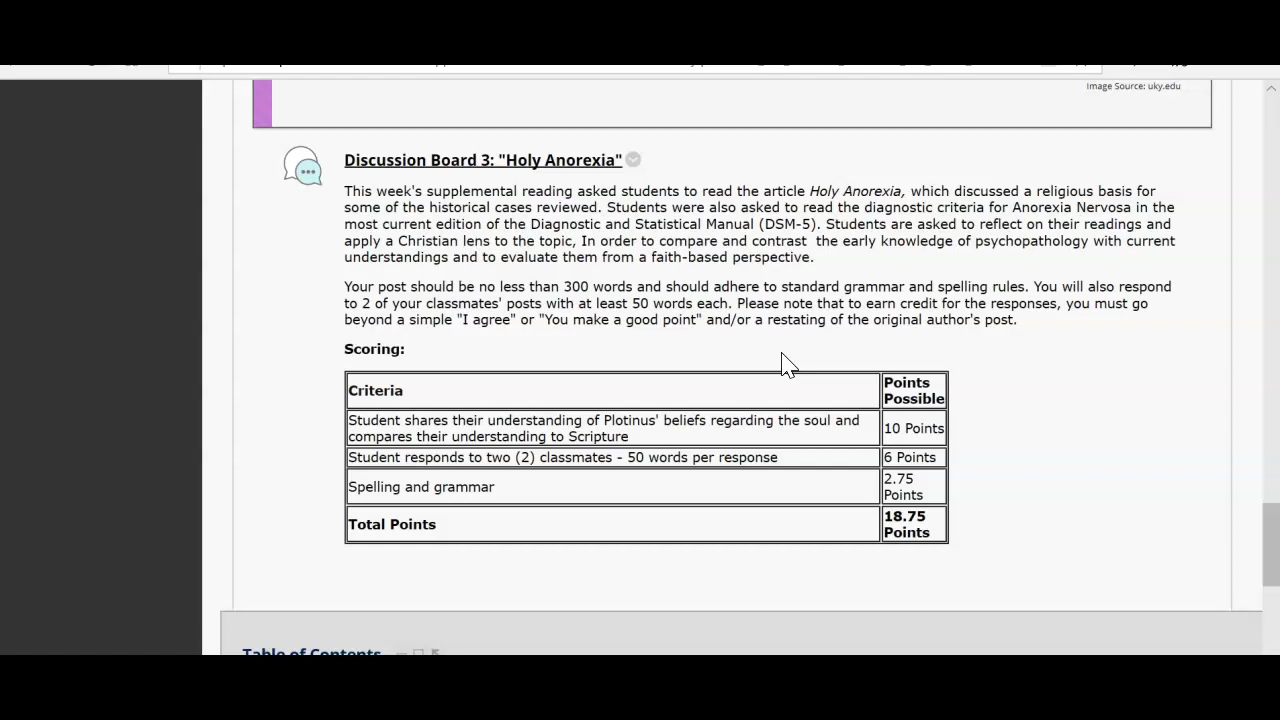 Image Source: uky.edu
Discussion Board 3: "Holy Anorexia"
This week's supplemental reading asked students to read the article Holy Anorexia, which discussed a religious basis for
some of the historical cases reviewed. Students were also asked to read the diagnostic criteria for Anorexia Nervosa in the
most current edition of the Diagnostic and Statistical Manual (DSM-5). Students are asked to reflect on their readings and
apply a Christian lens to the topic, In order to compare and contrast the early knowledge of psychopathology with current
understandings and to evaluate them from a faith-based perspective.
Your post should be no less than 300 words and should adhere to standard grammar and spelling rules. You will also respond
to 2 of your classmates' posts with at least 50 words each. Please note that to earn credit for the responses, you must go
beyond a simple "I agree" or "You make a good point" and/or a restating of the original author's post.
Scoring:
Criteria
Points
Possible
Student shares their understanding of Plotinus' beliefs regarding the soul and
compares their understanding to Scripture
10 Points
Student responds to two (2) classmates - 50 words per response
6 Points
Spelling and grammar
2.75
Points
Total Points
18.75
Points
Table of Contents